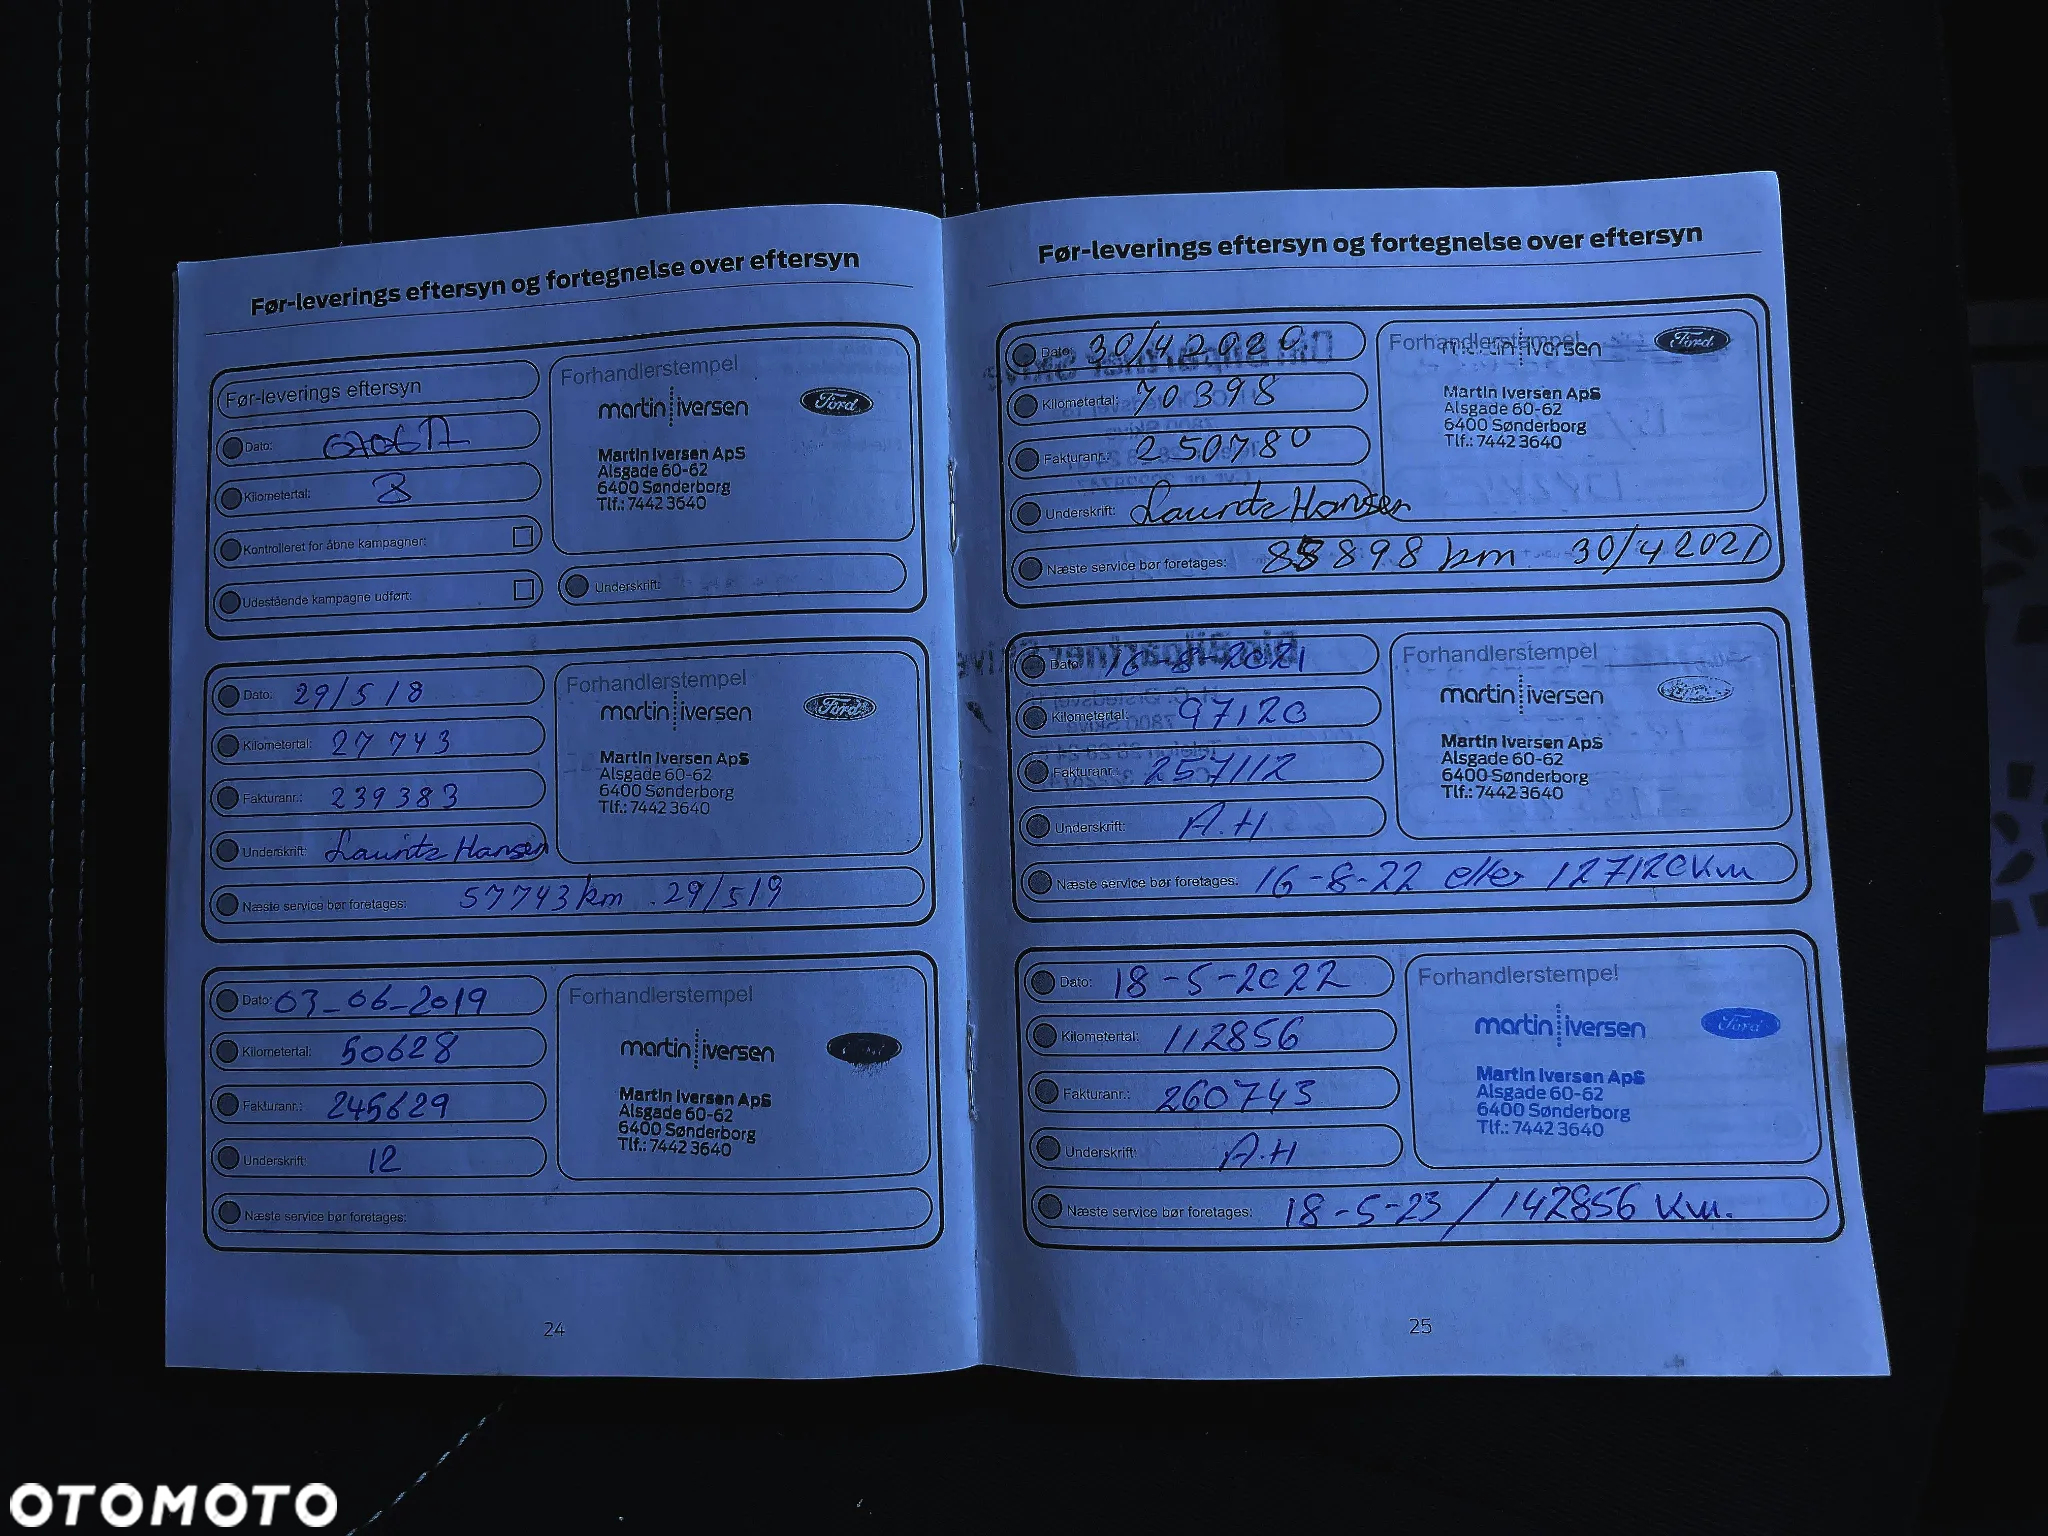 Før-leverings eftersyn og fortegnelse over eftersyn
Før-leverings eftersyn
Dato:
Kilometertal: 8
Kontrolleret for åbne kampagner:
Udestående kampagne udført:
Forhandlerstempel
martin iversen
Ford
Martin Iversen ApS
Alsgade 60-62
6400 Sønderborg
Tlf.: 7442 3640
Underskrift:
Dato: 29/5 18
Kilometertal: 27743
Fakturanr.: 239383
Underskrift: Lauritz Hansen
Næste service bør foretages: 57743 km 29/5 19
Forhandlerstempel
martin iversen
Ford
Martin Iversen ApS
Alsgade 60-62
6400 Sønderborg
Tlf.: 7442 3640
Dato: 03-06-2019
Kilometertal: 50628
Fakturanr.: 245629
Underskrift: 12
Næste service bør foretages:
Forhandlerstempel
martin iversen
Ford
Martin Iversen ApS
Alsgade 60-62
6400 Sønderborg
Tlf.: 7442 3640
24
Før-leverings eftersyn og fortegnelse over eftersyn
Dato: 30/4 2020
Kilometertal: 70398
Fakturanr.: 250780
Underskrift: Lauritz Hansen
Næste service bør foretages: 85898 km 30/4 2021
Forhandlerstempel
martin iversen
Ford
Martin Iversen ApS
Alsgade 60-62
6400 Sønderborg
Tlf.: 7442 3640
Dato: 16-8-2021
Kilometertal: 97120
Fakturanr.: 257112
Underskrift: A.H
Næste service bør foretages: 16-8-22 eller 127120 Km
Forhandlerstempel
martin iversen
Ford
Martin Iversen ApS
Alsgade 60-62
6400 Sønderborg
Tlf.: 7442 3640
Dato: 18-5-2022
Kilometertal: 112856
Fakturanr.: 260743
Underskrift: A.H
Næste service bør foretages: 18-5-23 / 142856 Km.
Forhandlerstempel
martin iversen
Ford
Martin Iversen ApS
Alsgade 60-62
6400 Sønderborg
Tlf.: 7442 3640
25
OTOMOTO